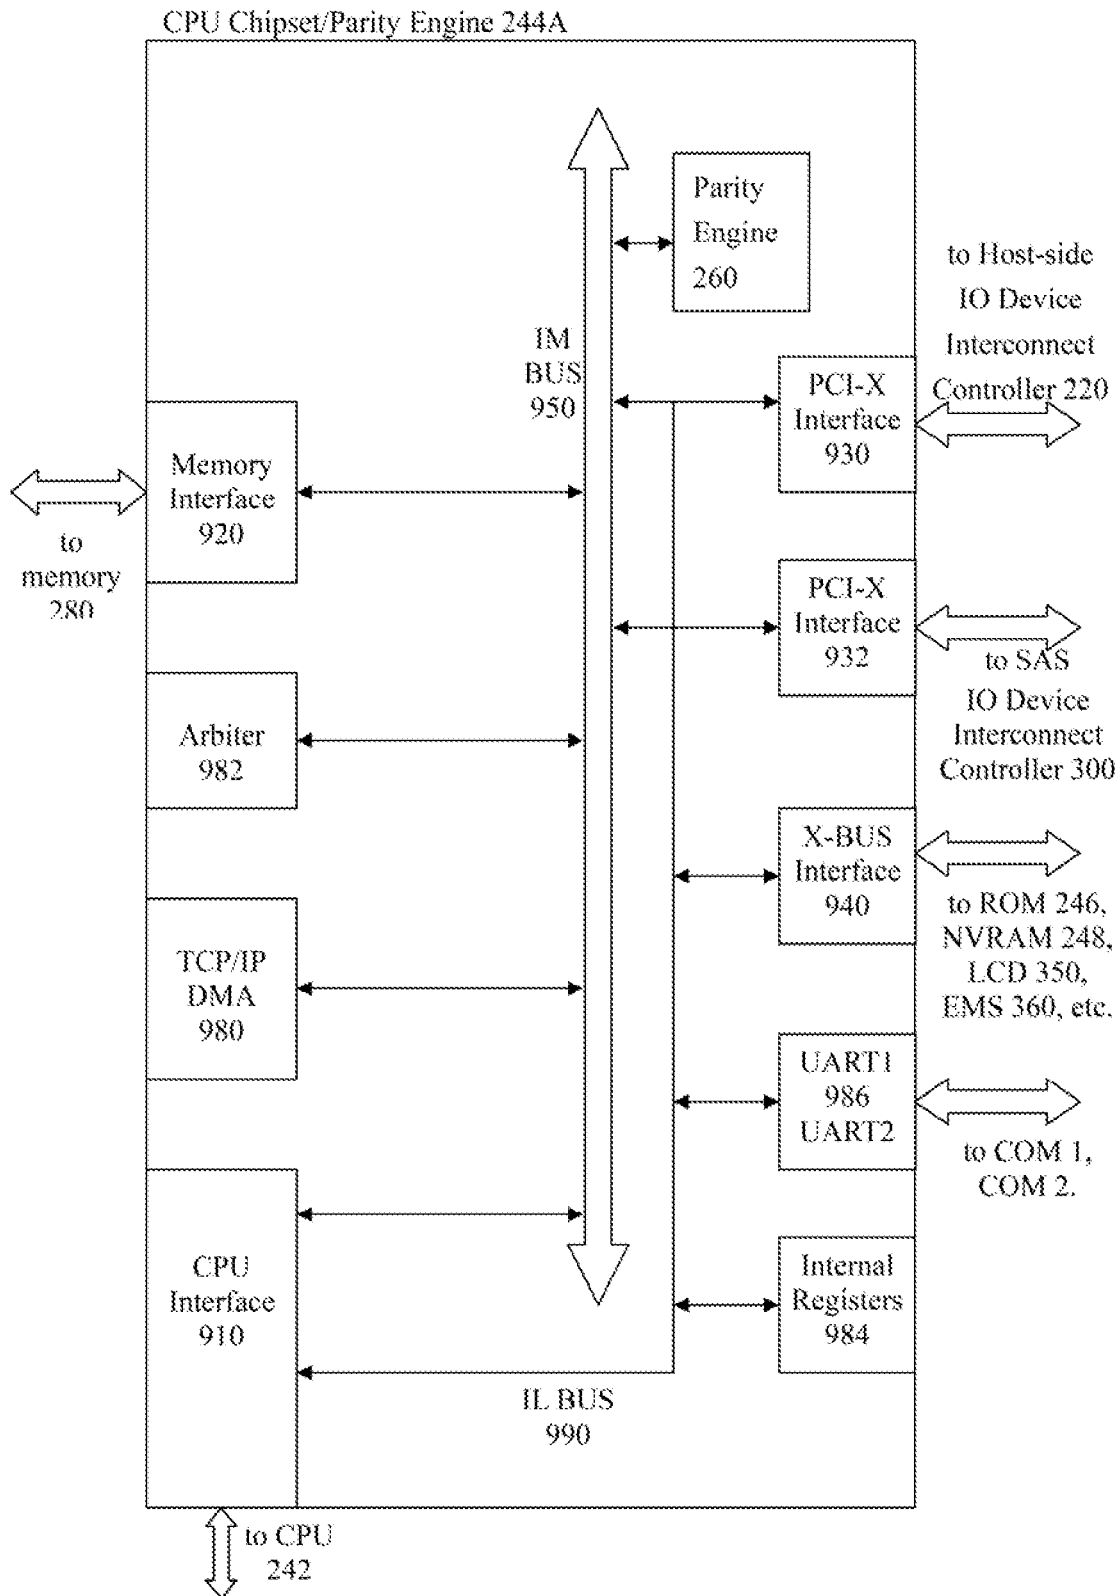 CPU Chipset/Parity Engine 244A
Parity
Engine
260
to Host-side
IO Device
Interconnect
Controller 220
IM
BUS
950
PCI-X
Interface
930
Memory
Interface
920
to
memory
280
PCI-X
Interface
932
to SAS
IO Device
Interconnect
Controller 300
Arbiter
982
X-BUS
Interface
940
to ROM 246,
NVRAM 248,
LCD 350,
EMS 360, etc.
TCP/IP
DMA
980
UART1
986
UART2
to COM 1,
COM 2.
CPU
Interface
910
Internal
Registers
984
IL BUS
990
to CPU
242